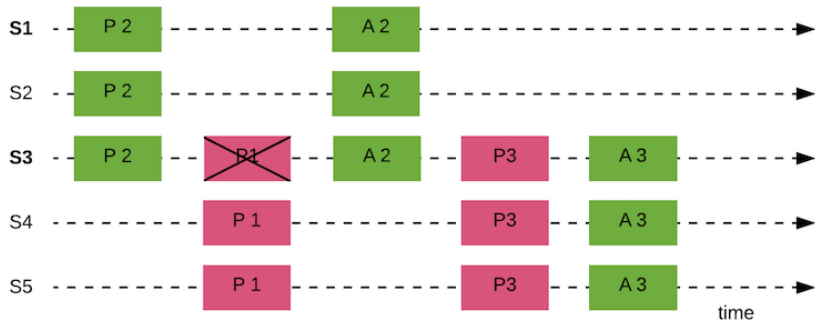 S1 P 2 A 2
S2 P 2 A 2
S3 P 2 P1 A 2 P3 A 3
S4 P 1 P3 A 3
S5 P 1 P3 A 3
time